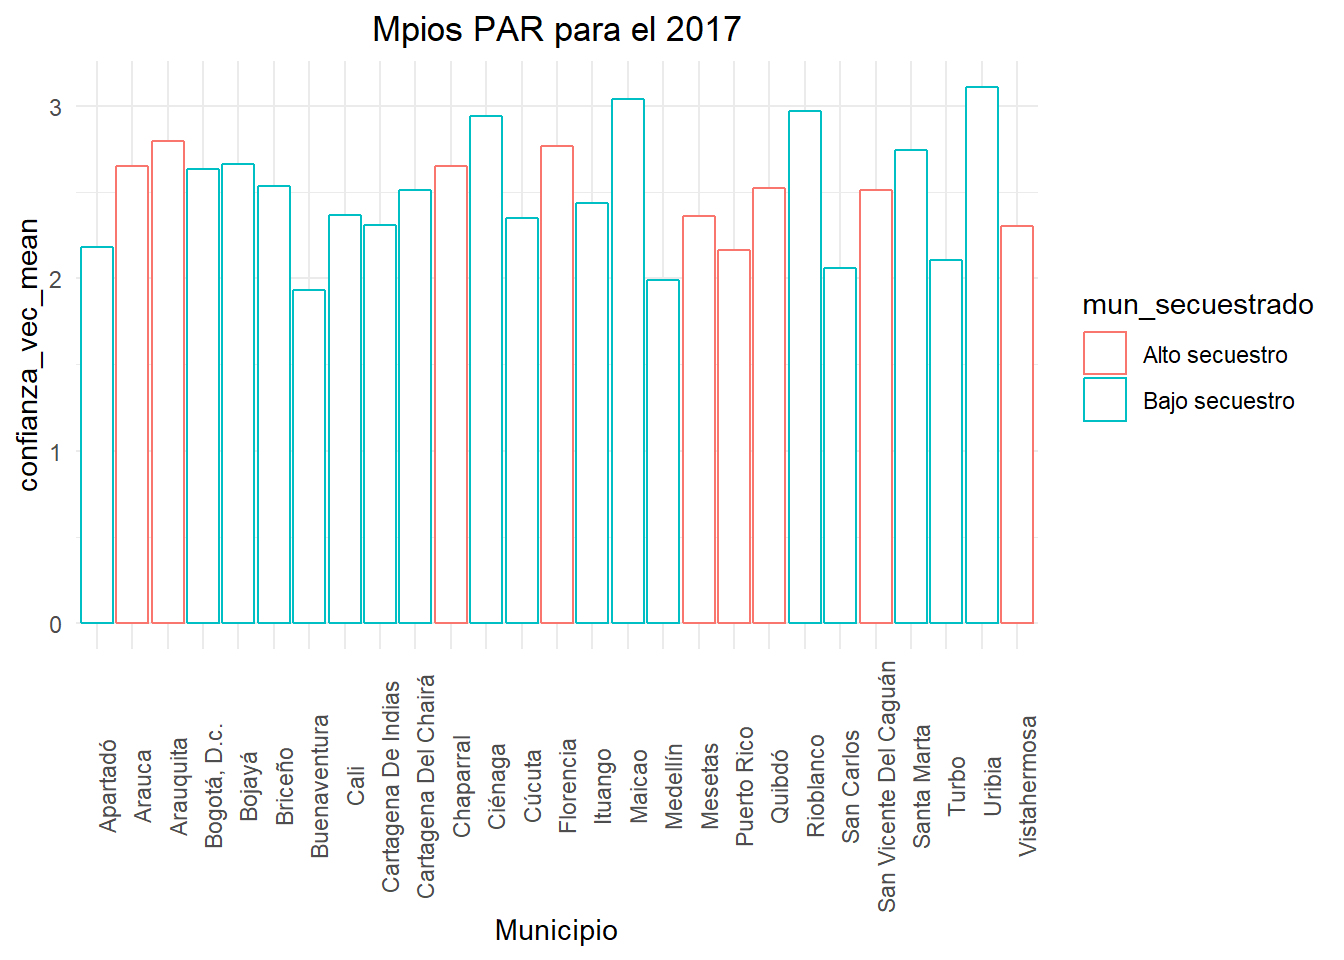 Mpios PAR para el 2017
confianza_vec_mean
3
2
1
0
Apartadó
Arauca
Arauquita
Bogotá, D.c.
Bojayá
Briceño
Buenaventura
Cali
Cartagena De Indias
Cartagena Del Chairá
Chaparral
Ciénaga
Cúcuta
Florencia
Ituango
Maicao
Medellín
Mesetas
Puerto Rico
Quibdó
Rioblanco
San Carlos
San Vicente Del Caguán
Santa Marta
Turbo
Uribia
Vistahermosa
Municipio
mun_secuestrado
Alto secuestro
Bajo secuestro